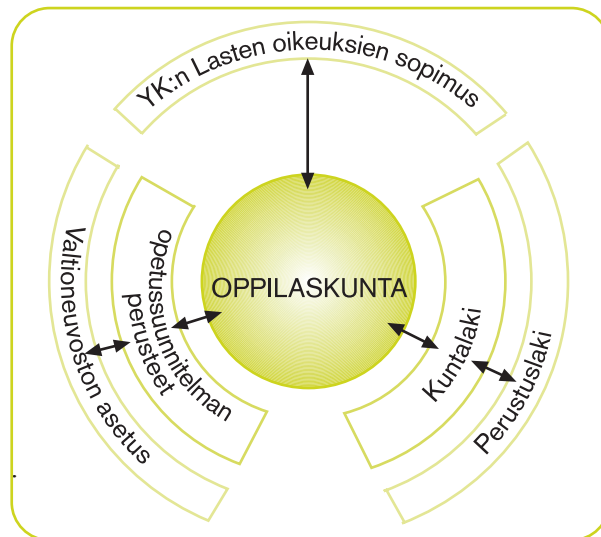 YK:n Lasten oikeuksien sopimus
Valtioneuvoston asetus
opetussuunnitelman
perusteet
OPPILASKUNTA
Kuntalaki
Perustuslaki